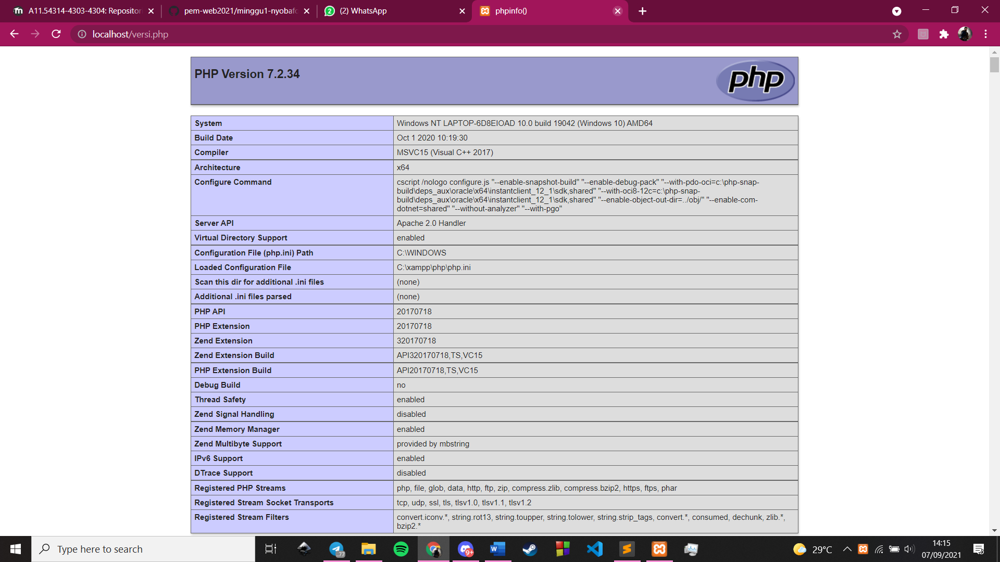 A11.54314-4303-4304: Repositori
pem-web2021/minggu1-nyobafo
(2) WhatsApp
phpinfo()
localhost/versi.php
PHP Version 7.2.34
php
System Windows NT LAPTOP-6D8EIOAD 10.0 build 19042 (Windows 10) AMD64
Build Date Oct 1 2020 10:19:30
Compiler MSVC15 (Visual C++ 2017)
Architecture x64
Configure Command cscript /nologo configure.js "--enable-snapshot-build" "--enable-debug-pack" "--with-pdo-oci=c:\php-snap-
build\deps_aux\oracle\x64\instantclient_12_1\sdk,shared" "--with-oci8-12c=c:\php-snap-
build\deps_aux\oracle\x64\instantclient_12_1\sdk,shared" "--enable-object-out-dir=../obj/" "--enable-com-
dotnet=shared" "--without-analyzer" "--with-pgo"
Server API Apache 2.0 Handler
Virtual Directory Support enabled
Configuration File (php.ini) Path C:\WINDOWS
Loaded Configuration File C:\xampp\php\php.ini
Scan this dir for additional .ini files (none)
Additional .ini files parsed (none)
PHP API 20170718
PHP Extension 20170718
Zend Extension 320170718
Zend Extension Build API320170718,TS,VC15
PHP Extension Build API20170718,TS,VC15
Debug Build no
Thread Safety enabled
Zend Signal Handling disabled
Zend Memory Manager enabled
Zend Multibyte Support provided by mbstring
IPv6 Support enabled
DTrace Support disabled
Registered PHP Streams php, file, glob, data, http, ftp, zip, compress.zlib, compress.bzip2, https, ftps, phar
Registered Stream Socket Transports tcp, udp, ssl, tls, tlsv1.0, tlsv1.1, tlsv1.2
Registered Stream Filters convert.iconv.*, string.rot13, string.toupper, string.tolower, string.strip_tags, convert.*, consumed, dechunk, zlib.*,
bzip2.*
Type here to search
77
9+
29°C
14:15
07/09/2021